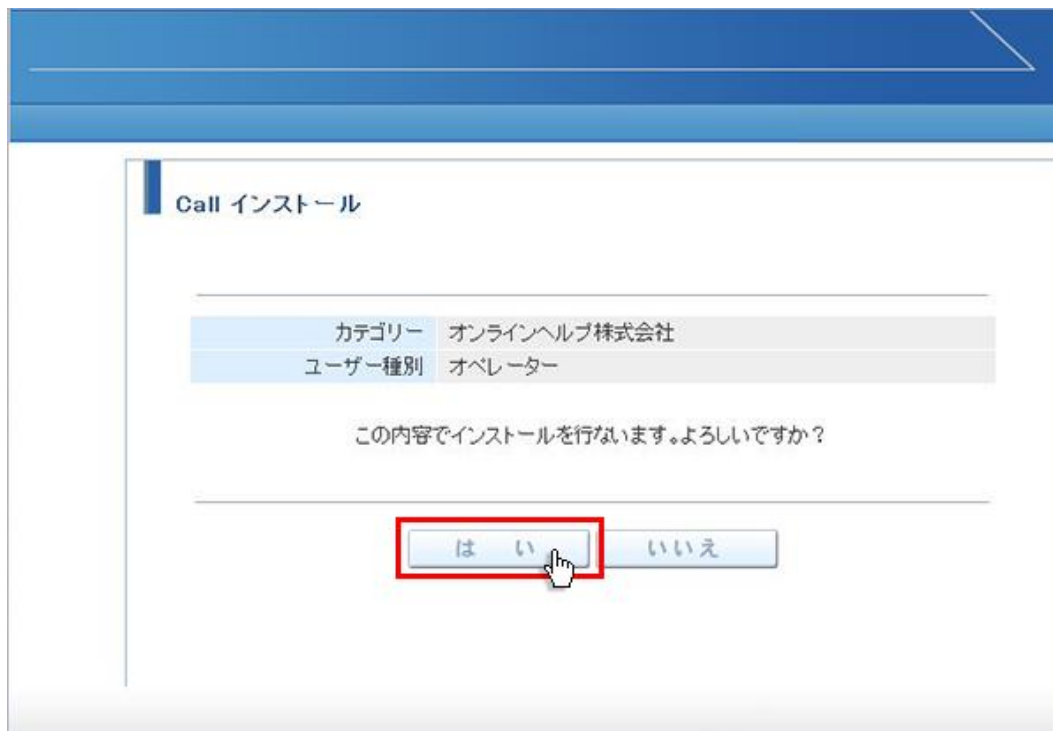 Call インストール
カテゴリー オンラインヘルプ株式会社
ユーザー種別 オペレーター
この内容でインストールを行ないます。よろしいですか？
はい いいえ